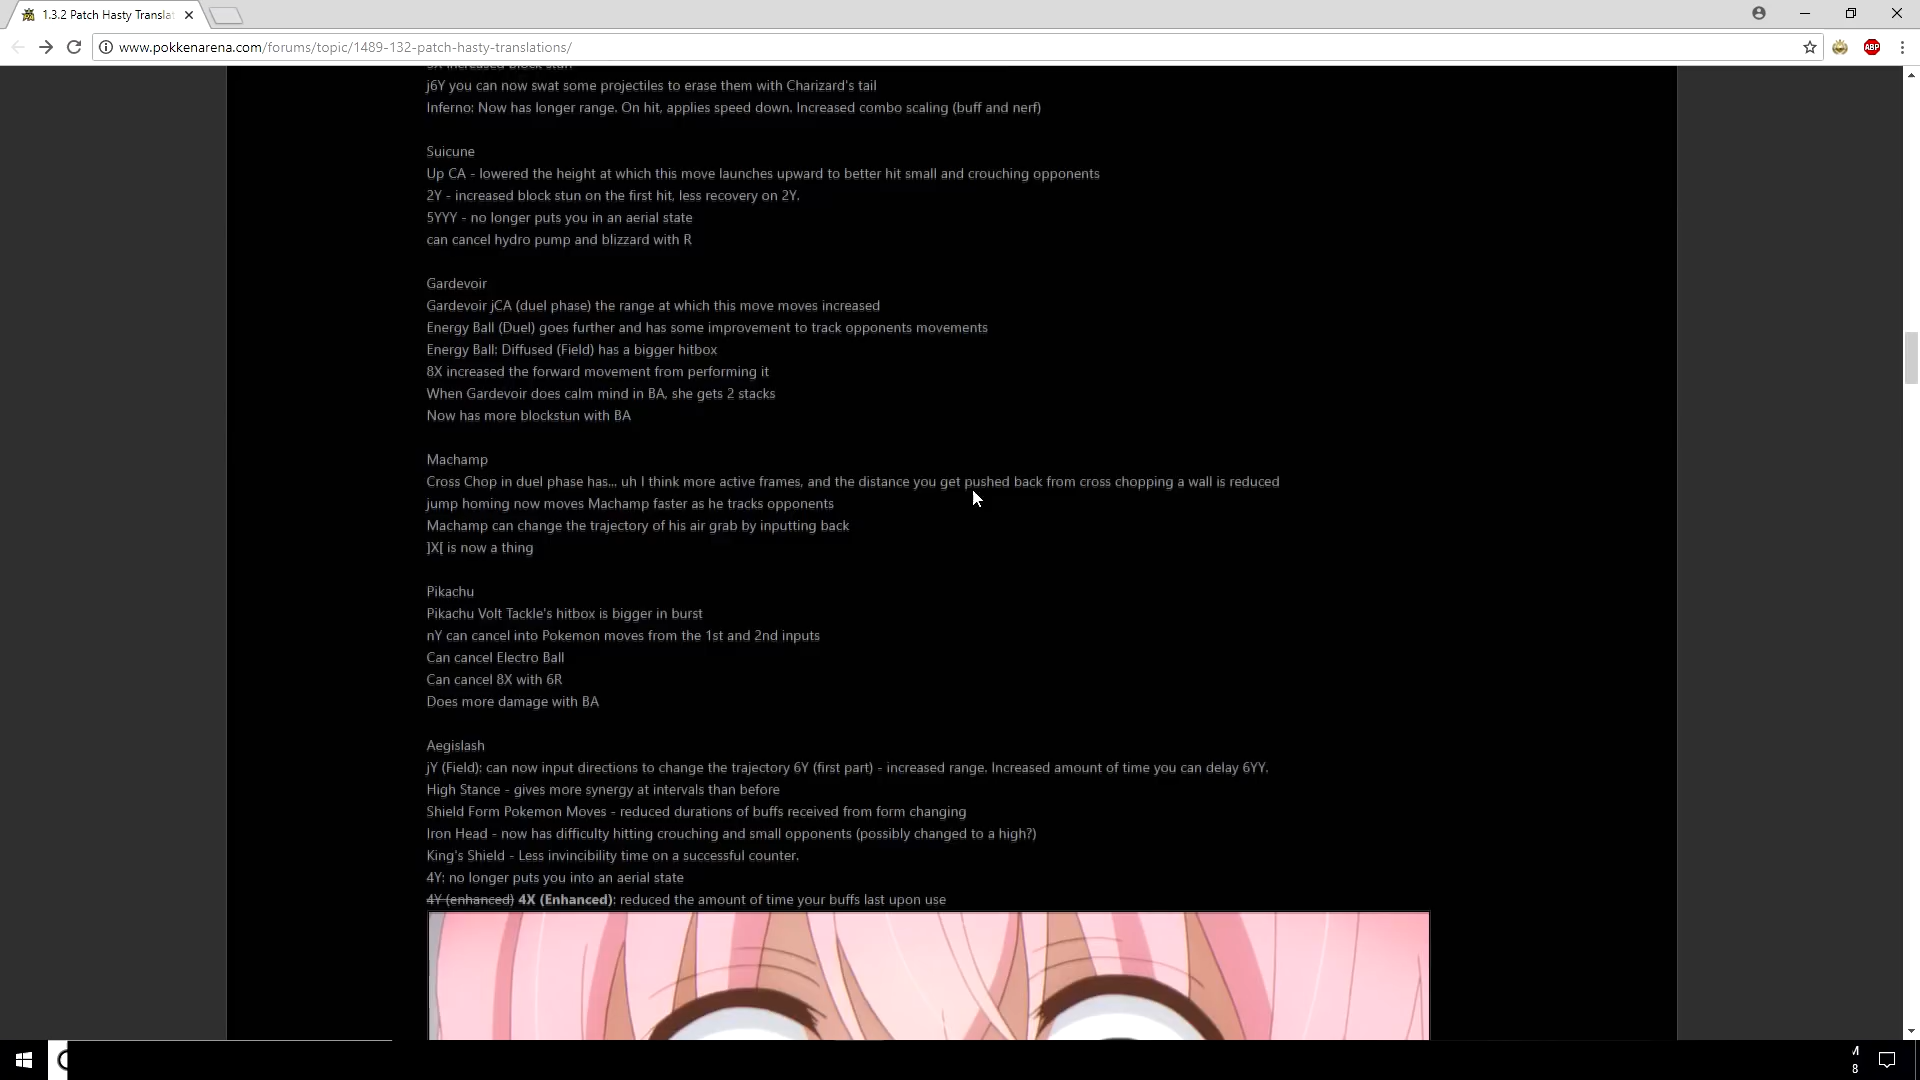 1.3.2 Patch Hasty Transla
www.pokkenarena.com/forums/topic/1489-132-patch-hasty-translations/
ABP
5X increased block stun
j6Y you can now swat some projectiles to erase them with Charizard's tail
Inferno: Now has longer range. On hit, applies speed down. Increased combo scaling (buff and nerf)
Suicune
Up CA - lowered the height at which this move launches upward to better hit small and crouching opponents
2Y - increased block stun on the first hit, less recovery on 2Y.
5YYY - no longer puts you in an aerial state
can cancel hydro pump and blizzard with R
Gardevoir
Gardevoir jCA (duel phase) the range at which this move moves increased
Energy Ball (Duel) goes further and has some improvement to track opponents movements
Energy Ball: Diffused (Field) has a bigger hitbox
8X increased the forward movement from performing it
When Gardevoir does calm mind in BA, she gets 2 stacks
Now has more blockstun with BA
Machamp
Cross Chop in duel phase has... uh I think more active frames, and the distance you get pushed back from cross chopping a wall is reduced
jump homing now moves Machamp faster as he tracks opponents
Machamp can change the trajectory of his air grab by inputting back
]X[ is now a thing
Pikachu
Pikachu Volt Tackle's hitbox is bigger in burst
nY can cancel into Pokemon moves from the 1st and 2nd inputs
Can cancel Electro Ball
Can cancel 8X with 6R
Does more damage with BA
Aegislash
jY (Field): can now input directions to change the trajectory 6Y (first part) - increased range. Increased amount of time you can delay 6YY.
High Stance - gives more synergy at intervals than before
Shield Form Pokemon Moves - reduced durations of buffs received from form changing
Iron Head - now has difficulty hitting crouching and small opponents (possibly changed to a high?)
King's Shield - Less invincibility time on a successful counter.
4Y: no longer puts you into an aerial state
4Y (enhanced) 4X (Enhanced): reduced the amount of time your buffs last upon use
8